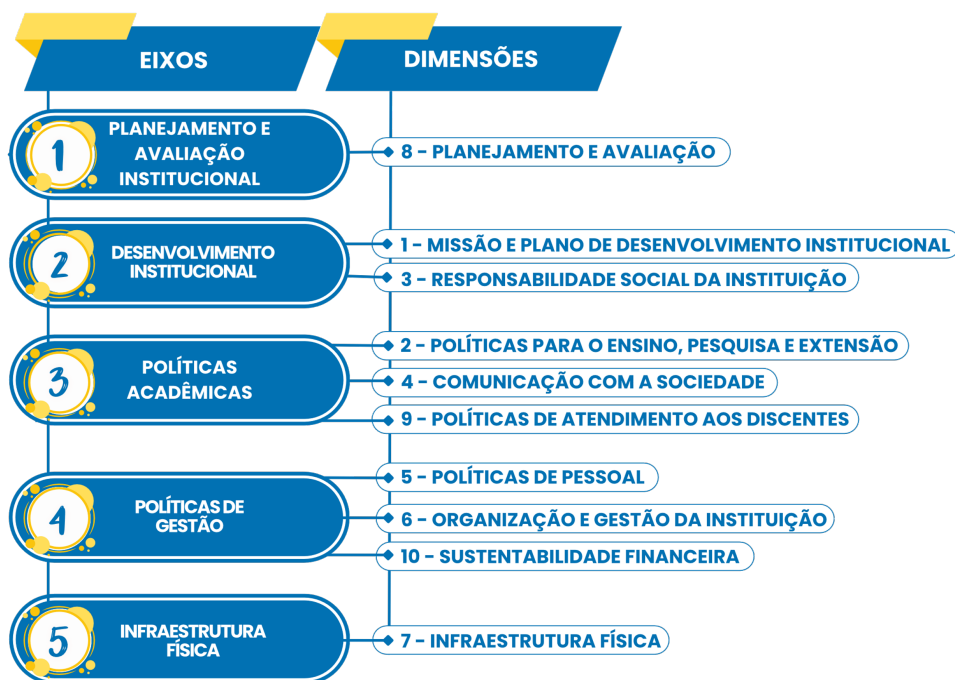 EIXOS
DIMENSÕES
1
PLANEJAMENTO E
AVALIAÇÃO
INSTITUCIONAL
8 - PLANEJAMENTO E AVALIAÇÃO
2
DESENVOLVIMENTO
INSTITUCIONAL
1 - MISSÃO E PLANO DE DESENVOLVIMENTO INSTITUCIONAL
3 - RESPONSABILIDADE SOCIAL DA INSTITUIÇÃO
3
POLÍTICAS
ACADÊMICAS
2 - POLÍTICAS PARA O ENSINO, PESQUISA E EXTENSÃO
4 - COMUNICAÇÃO COM A SOCIEDADE
9 - POLÍTICAS DE ATENDIMENTO AOS DISCENTES
4
POLÍTICAS DE
GESTÃO
5 - POLÍTICAS DE PESSOAL
6 - ORGANIZAÇÃO E GESTÃO DA INSTITUIÇÃO
10 - SUSTENTABILIDADE FINANCEIRA
5
INFRAESTRUTURA
FÍSICA
7 - INFRAESTRUTURA FÍSICA